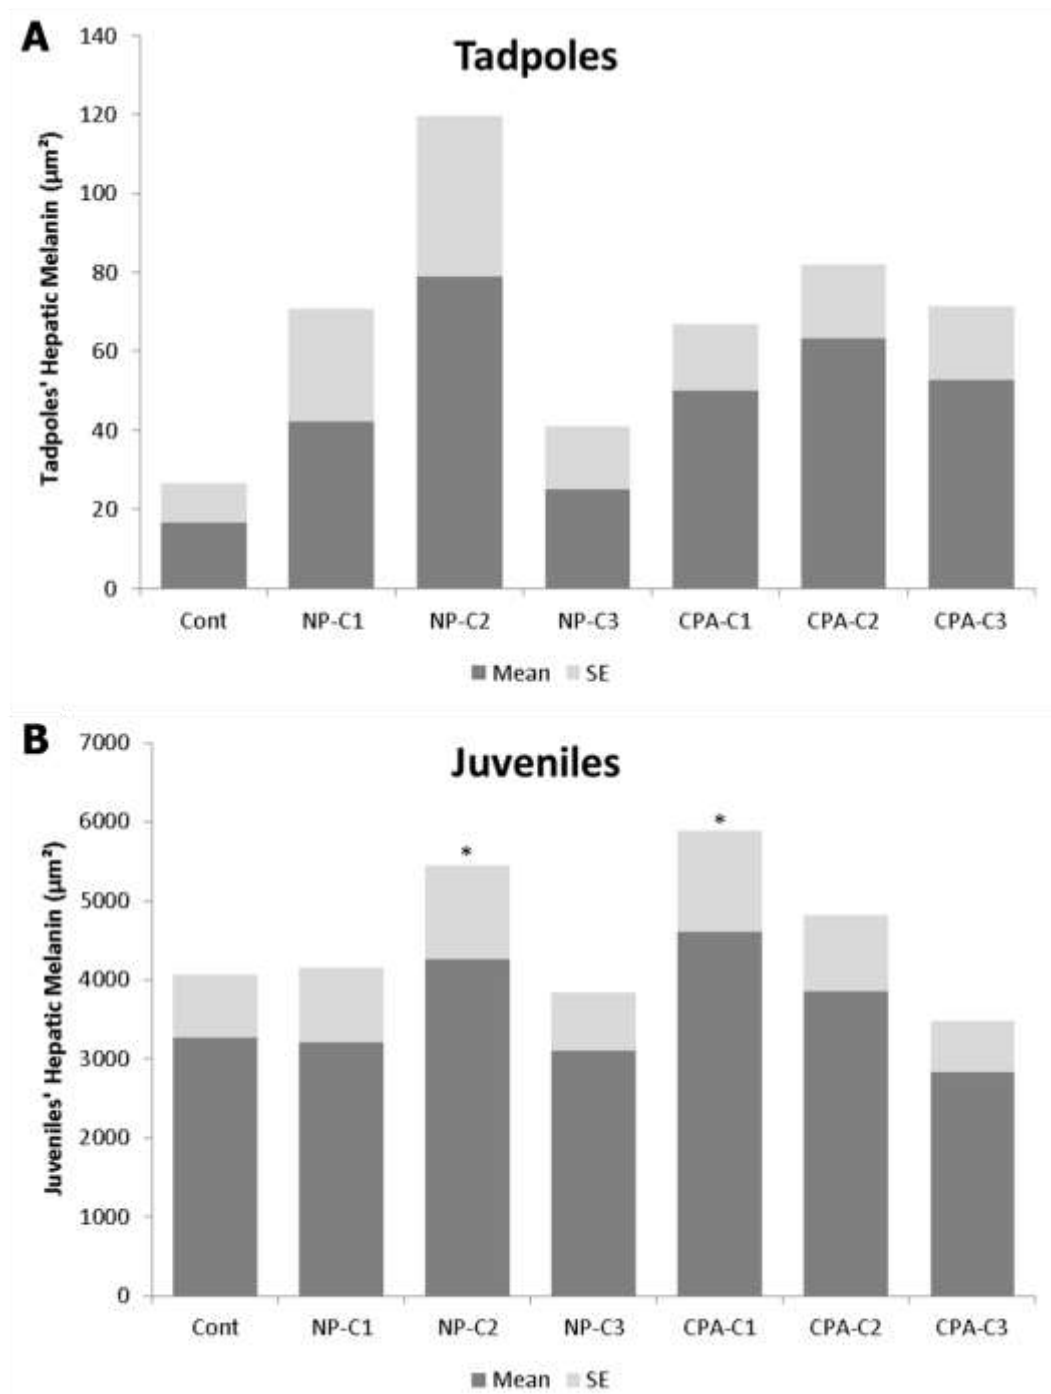 A
Tadpoles
Tadpoles' Hepatic Melanin (µm²)
140
120
100
80
60
40
20
0
Cont NP-C1 NP-C2 NP-C3 CPA-C1 CPA-C2 CPA-C3
Mean SE
B
Juveniles
Juveniles' Hepatic Melanin (µm²)
7000
6000
5000
4000
3000
2000
1000
0
* *
Cont NP-C1 NP-C2 NP-C3 CPA-C1 CPA-C2 CPA-C3
Mean SE